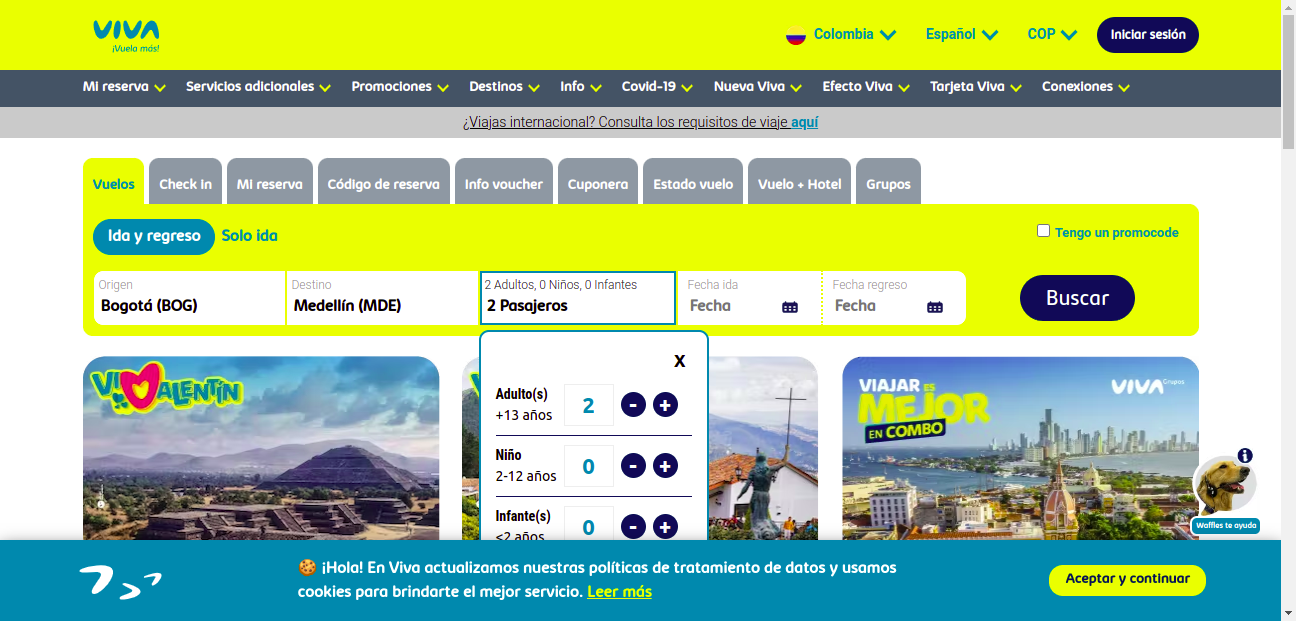 VIVA
¡Vuela más!
Colombia
Español
COP
Iniciar sesión
Mi reserva
Servicios adicionales
Promociones
Destinos
Info
Covid-19
Nueva Viva
Efecto Viva
Tarjeta Viva
Conexiones
¿Viajas internacional? Consulta los requisitos de viaje aquí
Vuelos
Check In
Mi reserva
Código de reserva
Info voucher
Cuponera
Estado vuelo
Vuelo + Hotel
Grupos
Ida y regreso
Solo ida
Tengo un promocode
Origen
Bogotá (BOG)
Destino
Medellín (MDE)
2 Adultos, 0 Niños, 0 Infantes
2 Pasajeros
Fecha ida
Fecha
Fecha regreso
Fecha
Buscar
X
Adulto(s)
+13 años
2
-
+
Niño
2-12 años
0
-
+
Infante(s)
<2 años
0
-
+
VIAJAR ES
MEJOR
EN COMBO
VIVA Grupos
i
Waffles te ayuda
🍪 ¡Hola! En Viva actualizamos nuestras políticas de tratamiento de datos y usamos
cookies para brindarte el mejor servicio. Leer más
Aceptar y continuar